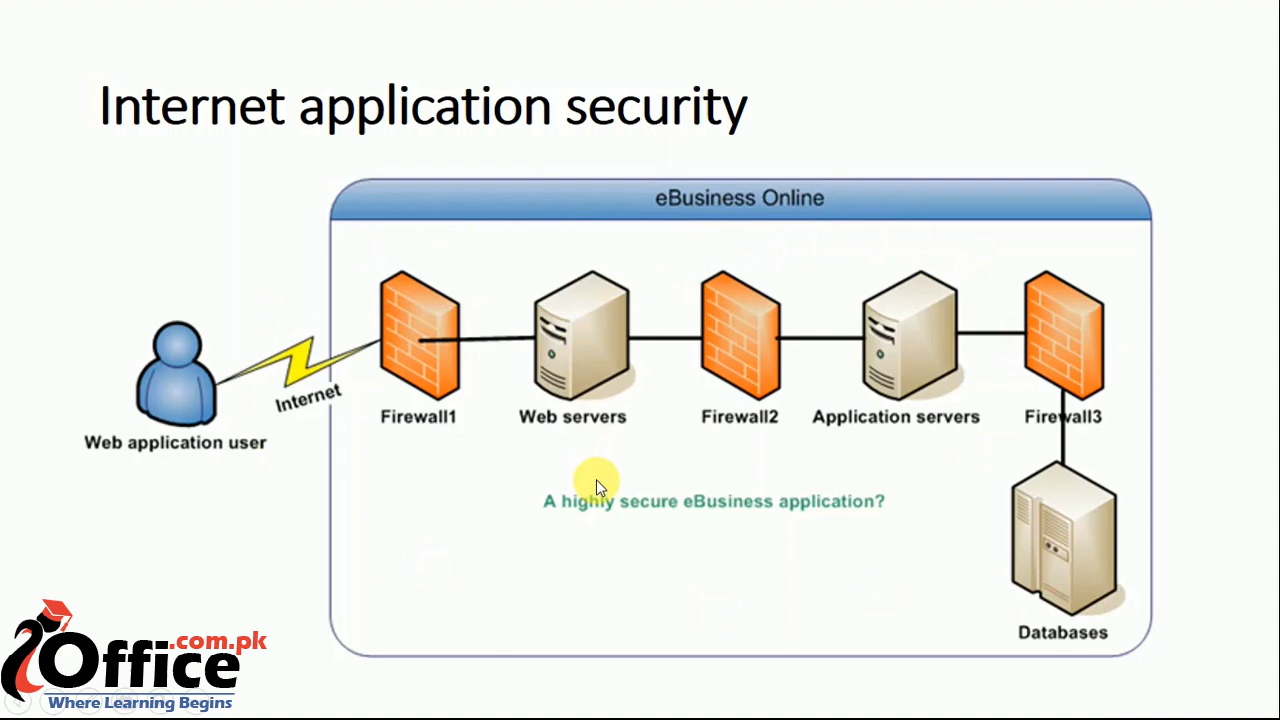 Internet application security
eBusiness Online
Internet
Firewall1
Web servers
Firewall2
Application servers
Firewall3
Web application user
A highly secure eBusiness application?
Databases
Office.com.pk
Where Learning Begins